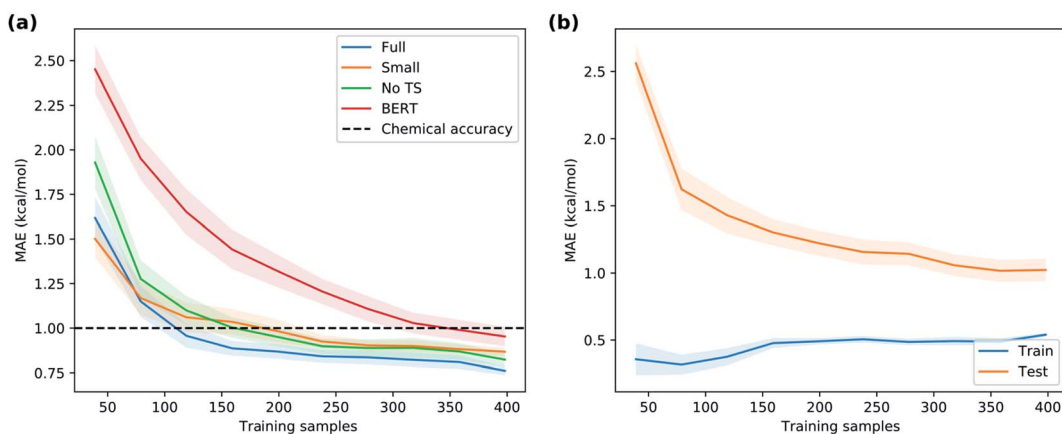 (a)
MAE (kcal/mol)
2.50
2.25
2.00
1.75
1.50
1.25
1.00
0.75
Full
Small
No TS
BERT
Chemical accuracy
50 100 150 200 250 300 350 400
Training samples
(b)
MAE (kcal/mol)
2.5
2.0
1.5
1.0
0.5
Train
Test
50 100 150 200 250 300 350 400
Training samples